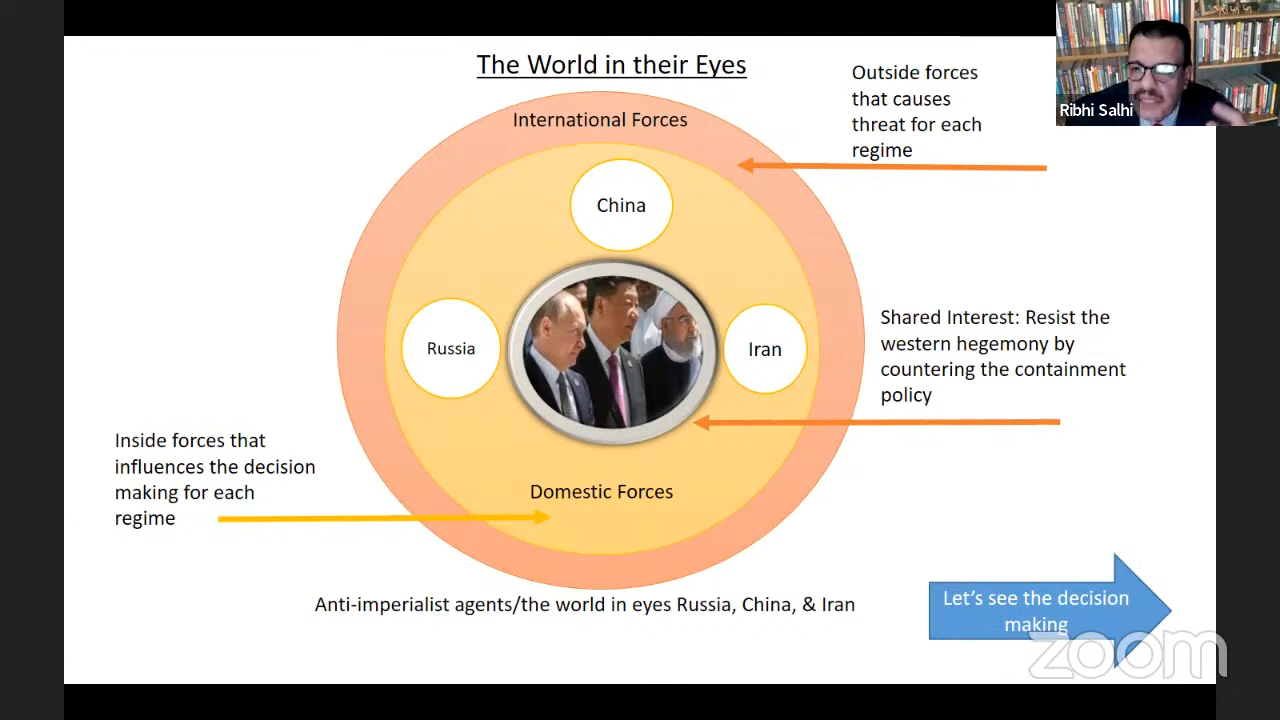 The World in their Eyes
International Forces
Outside forces
that causes
threat for each
regime
Ribhi Salhi
China
Russia
Iran
Shared Interest: Resist the
western hegemony by
countering the containment
policy
Inside forces that
influences the decision
making for each
regime
Domestic Forces
Anti-imperialist agents/the world in eyes Russia, China, & Iran
Let’s see the decision
making
zoom